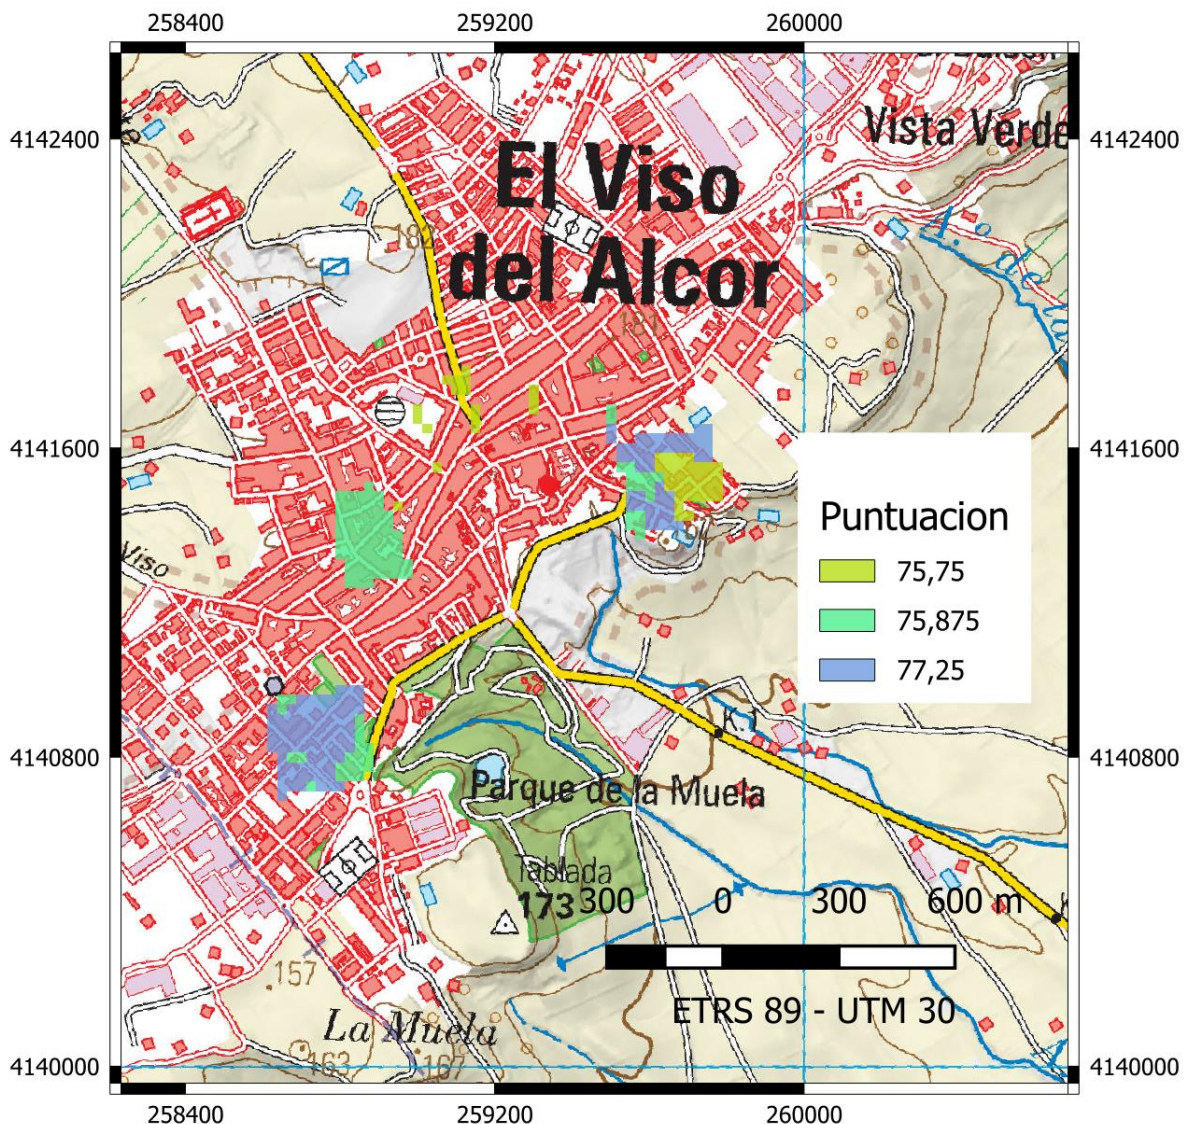 258400 259200 260000
4142400
4142400
Vista Verde
El Viso
del Alcor
182
181
4141600
4141600
Viso
Puntuacion
75,75
75,875
77,25
K 1
4140800
4140800
Parque de la Muela
Tablada
173
300 0 300 600 m
157
ETRS 89 - UTM 30
La Muela
163
167
4140000
4140000
258400 259200 260000